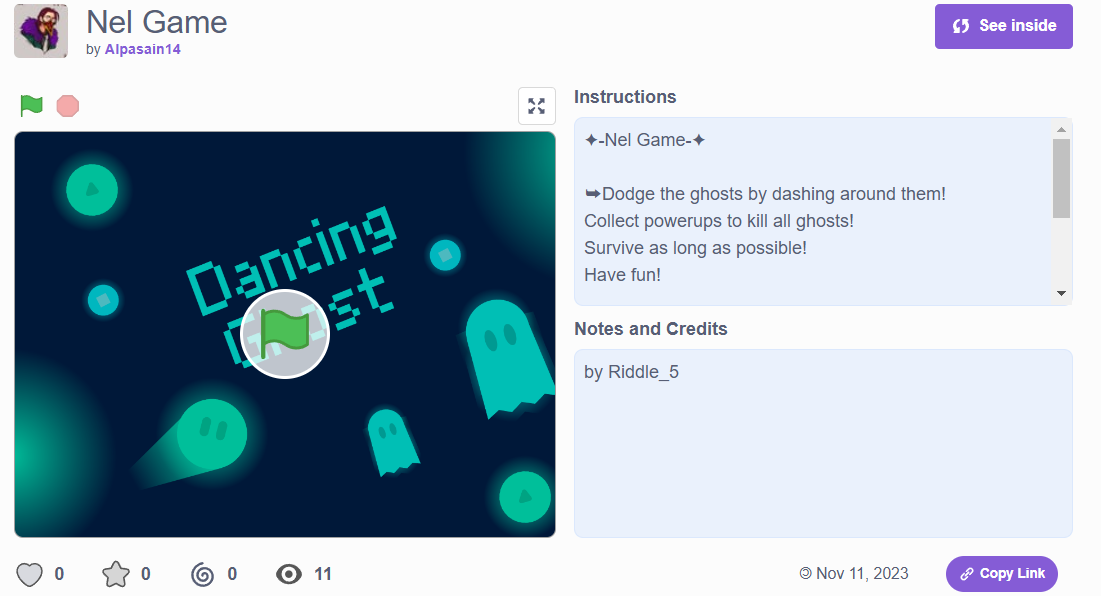 Nel Game
by Alpasain14
See inside
Instructions
✦-Nel Game-✦
➥Dodge the ghosts by dashing around them!
Collect powerups to kill all ghosts!
Survive as long as possible!
Have fun!
Dancing
Notes and Credits
by Riddle_5
0
0
0
11
Nov 11, 2023
Copy Link